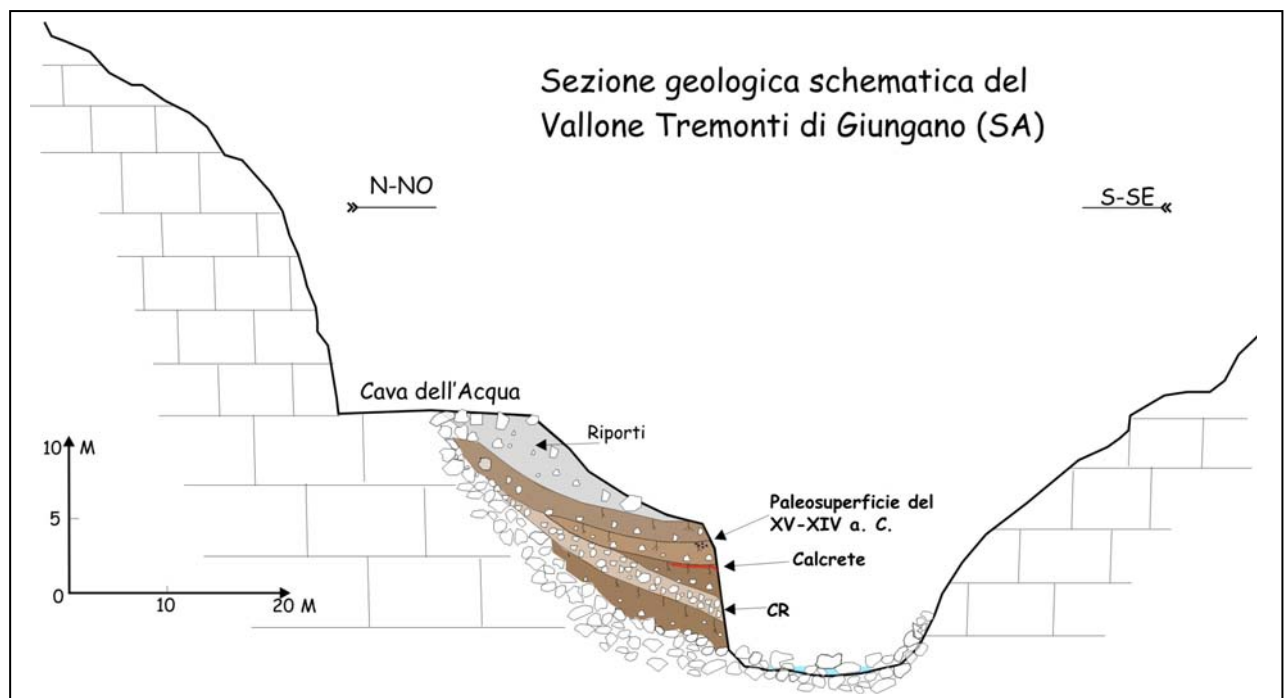 Sezione geologica schematica del
Vallone Tremonti di Giungano (SA)
N-NO
S-SE
Cava dell'Acqua
Riporti
10 M
5
0
10
20 M
Paleosuperficie del
XV-XIV a. C.
Calcrete
CR